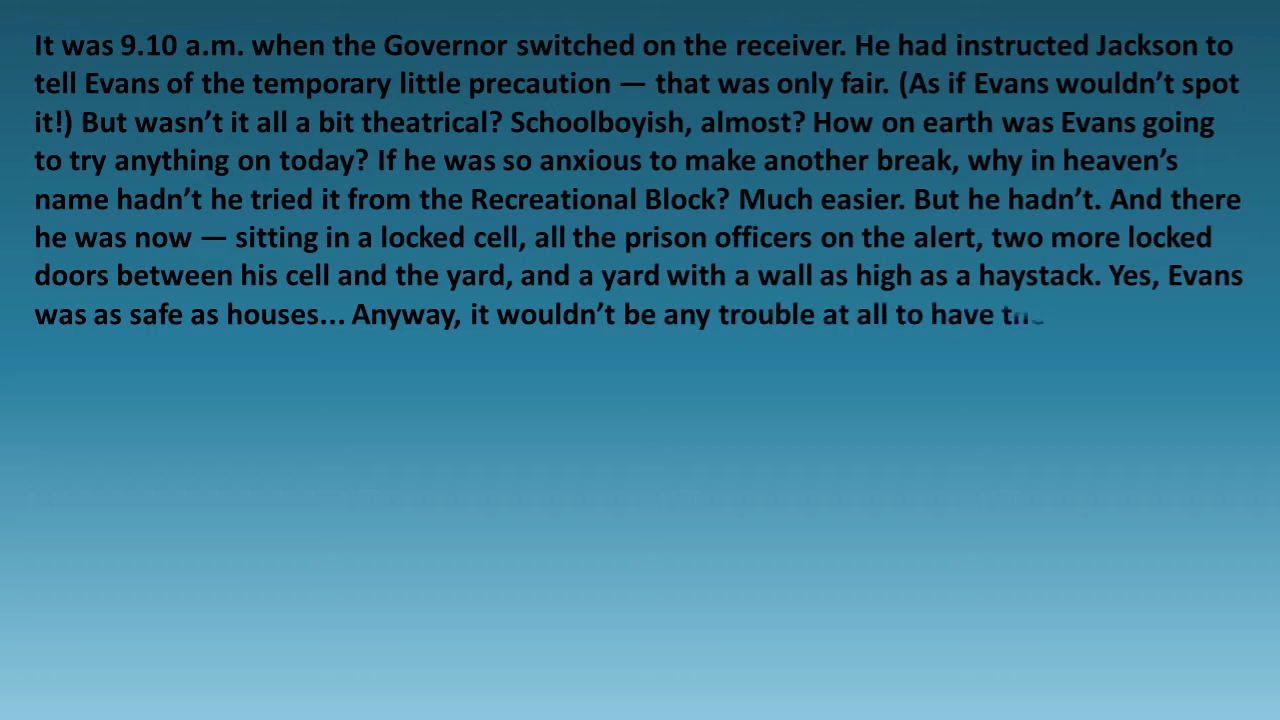 It was 9.10 a.m. when the Governor switched on the receiver. He had instructed Jackson to
tell Evans of the temporary little precaution — that was only fair. (As if Evans wouldn’t spot
it!) But wasn’t it all a bit theatrical? Schoolboyish, almost? How on earth was Evans going
to try anything on today? If he was so anxious to make another break, why in heaven’s
name hadn’t he tried it from the Recreational Block? Much easier. But he hadn’t. And there
he was now — sitting in a locked cell, all the prison officers on the alert, two more locked
doors between his cell and the yard, and a yard with a wall as high as a haystack. Yes, Evans
was as safe as houses... Anyway, it wouldn’t be any trouble at all to have